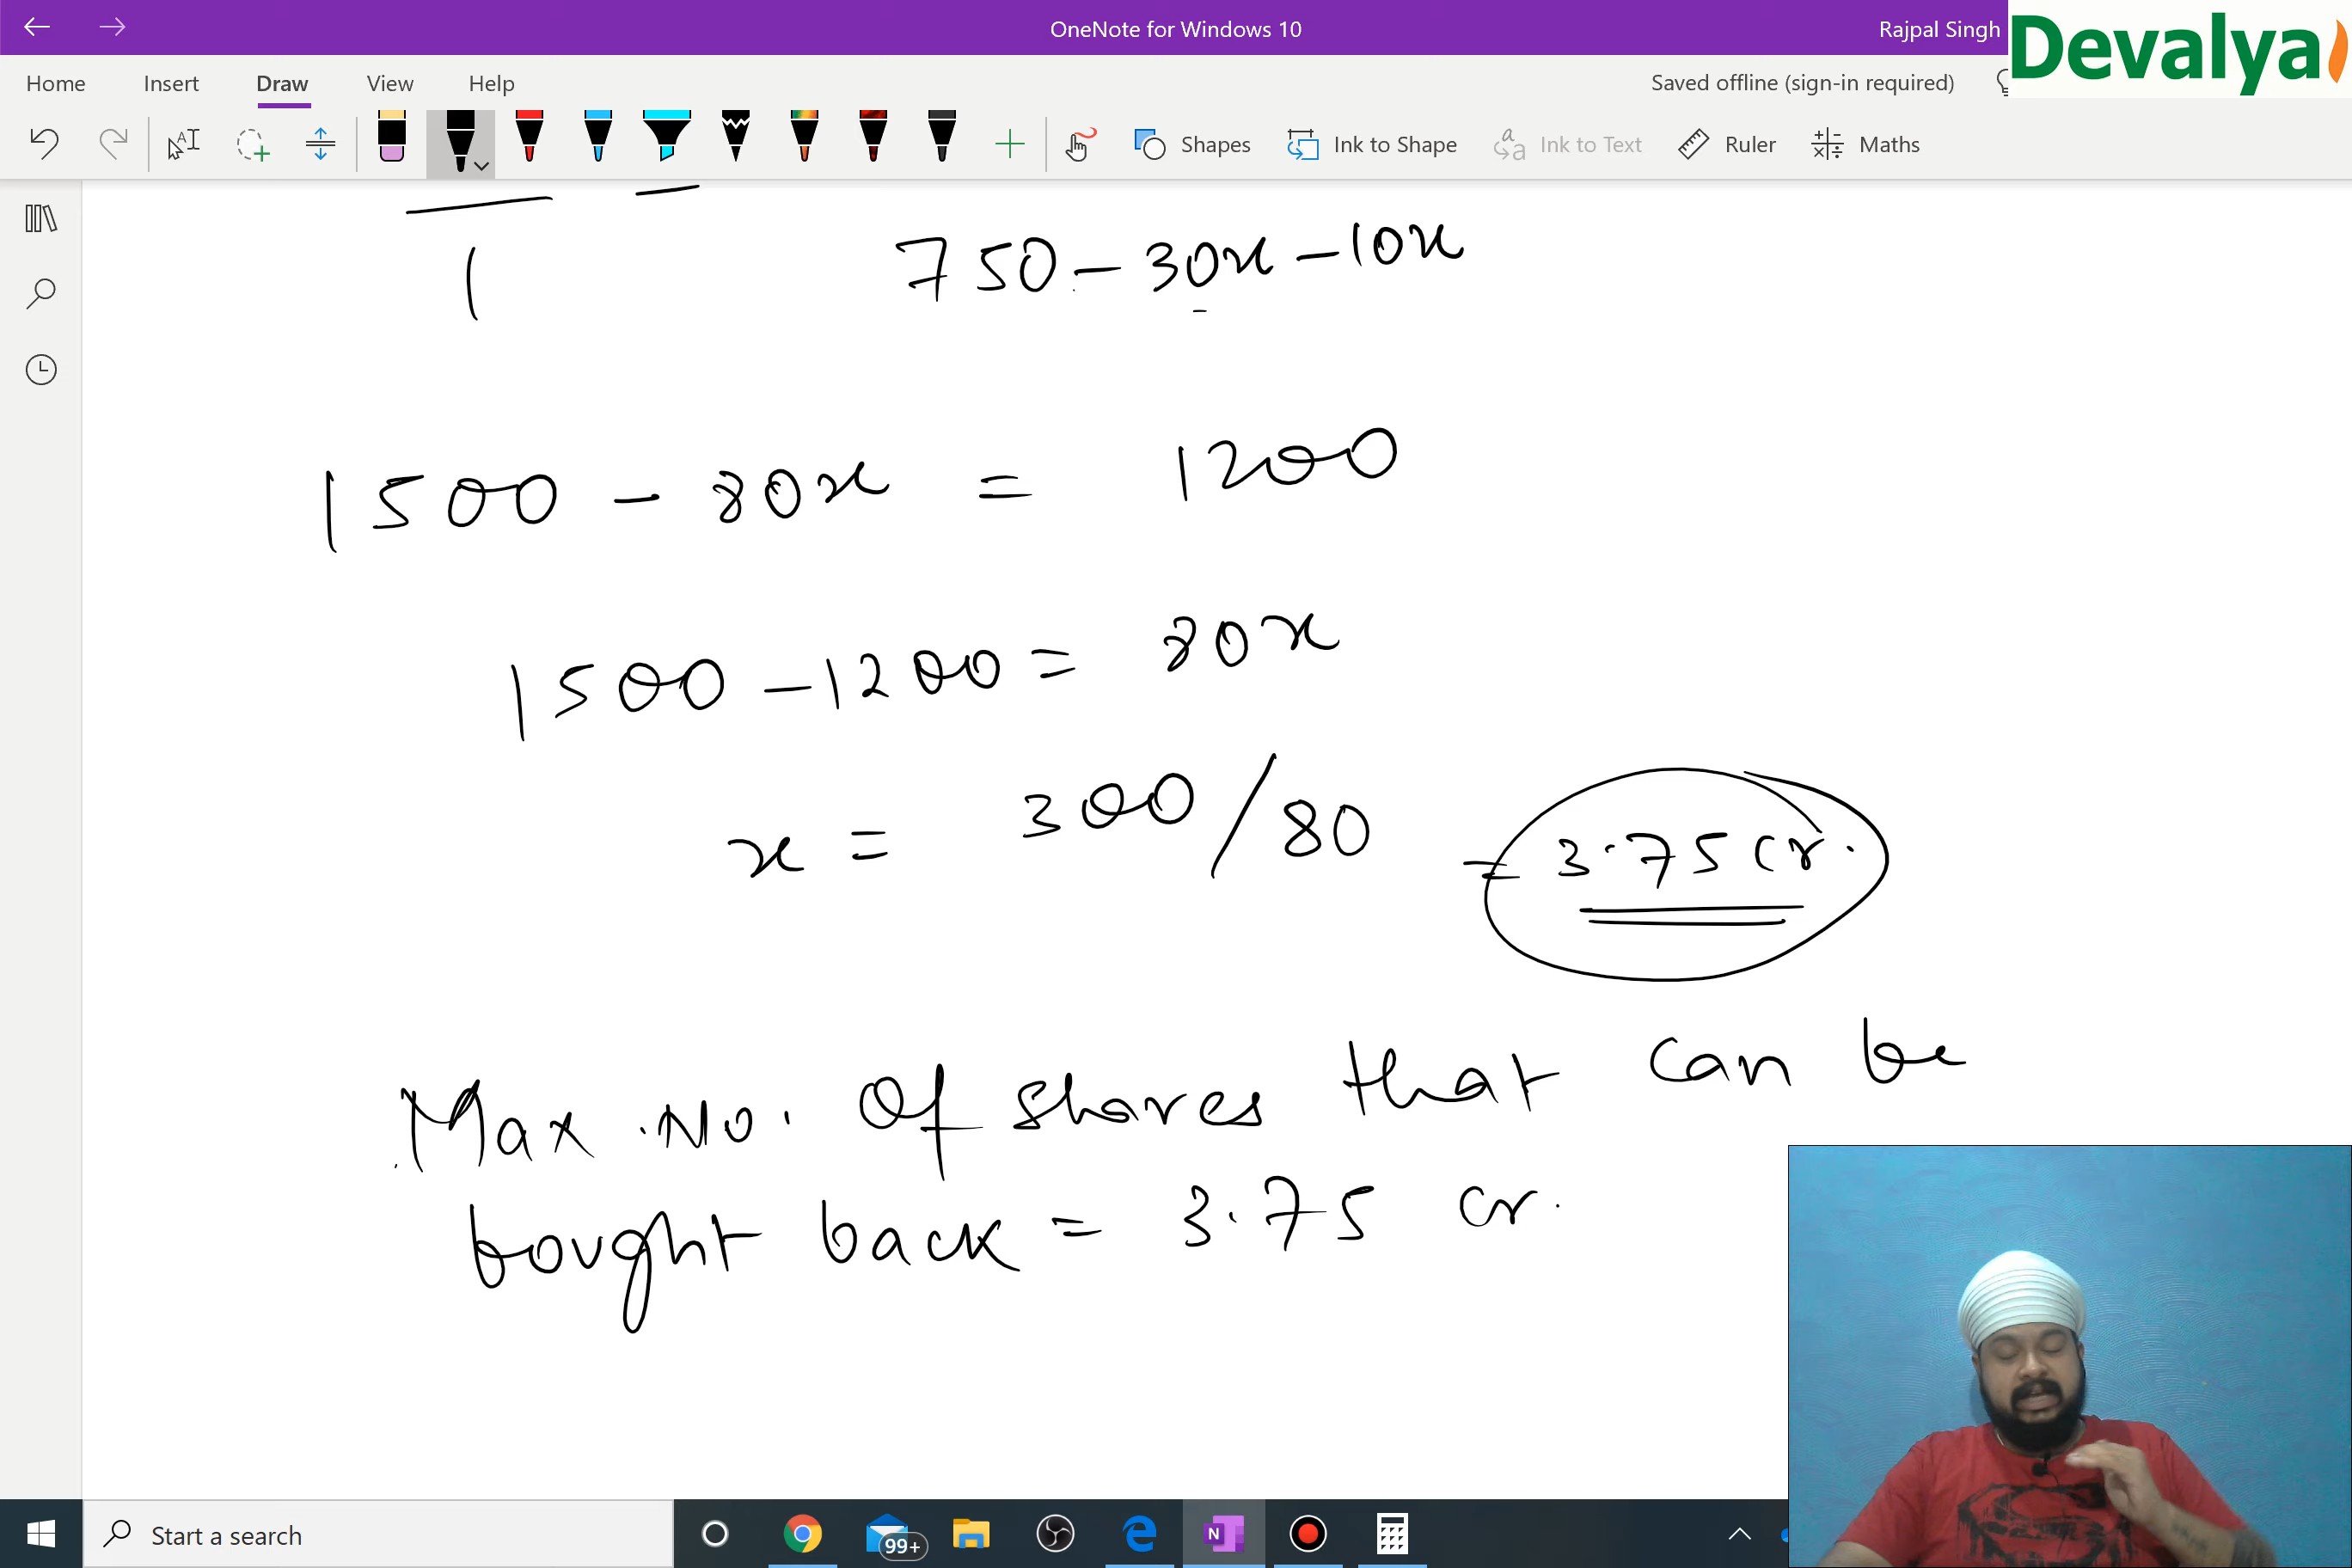 OneNote for Windows 10
Rajpal Singh
Devalya
Home Insert Draw View Help
Saved offline (sign-in required)
Shapes Ink to Shape Ink to Text Ruler Maths
1
750 - 30x - 10x
1500 - 80x = 1200
1500 - 1200 = 80x
x = 300/80 = 3.75 cr.
Max. No. Of shares that can be
bought back = 3.75 cr.
Start a search
99+